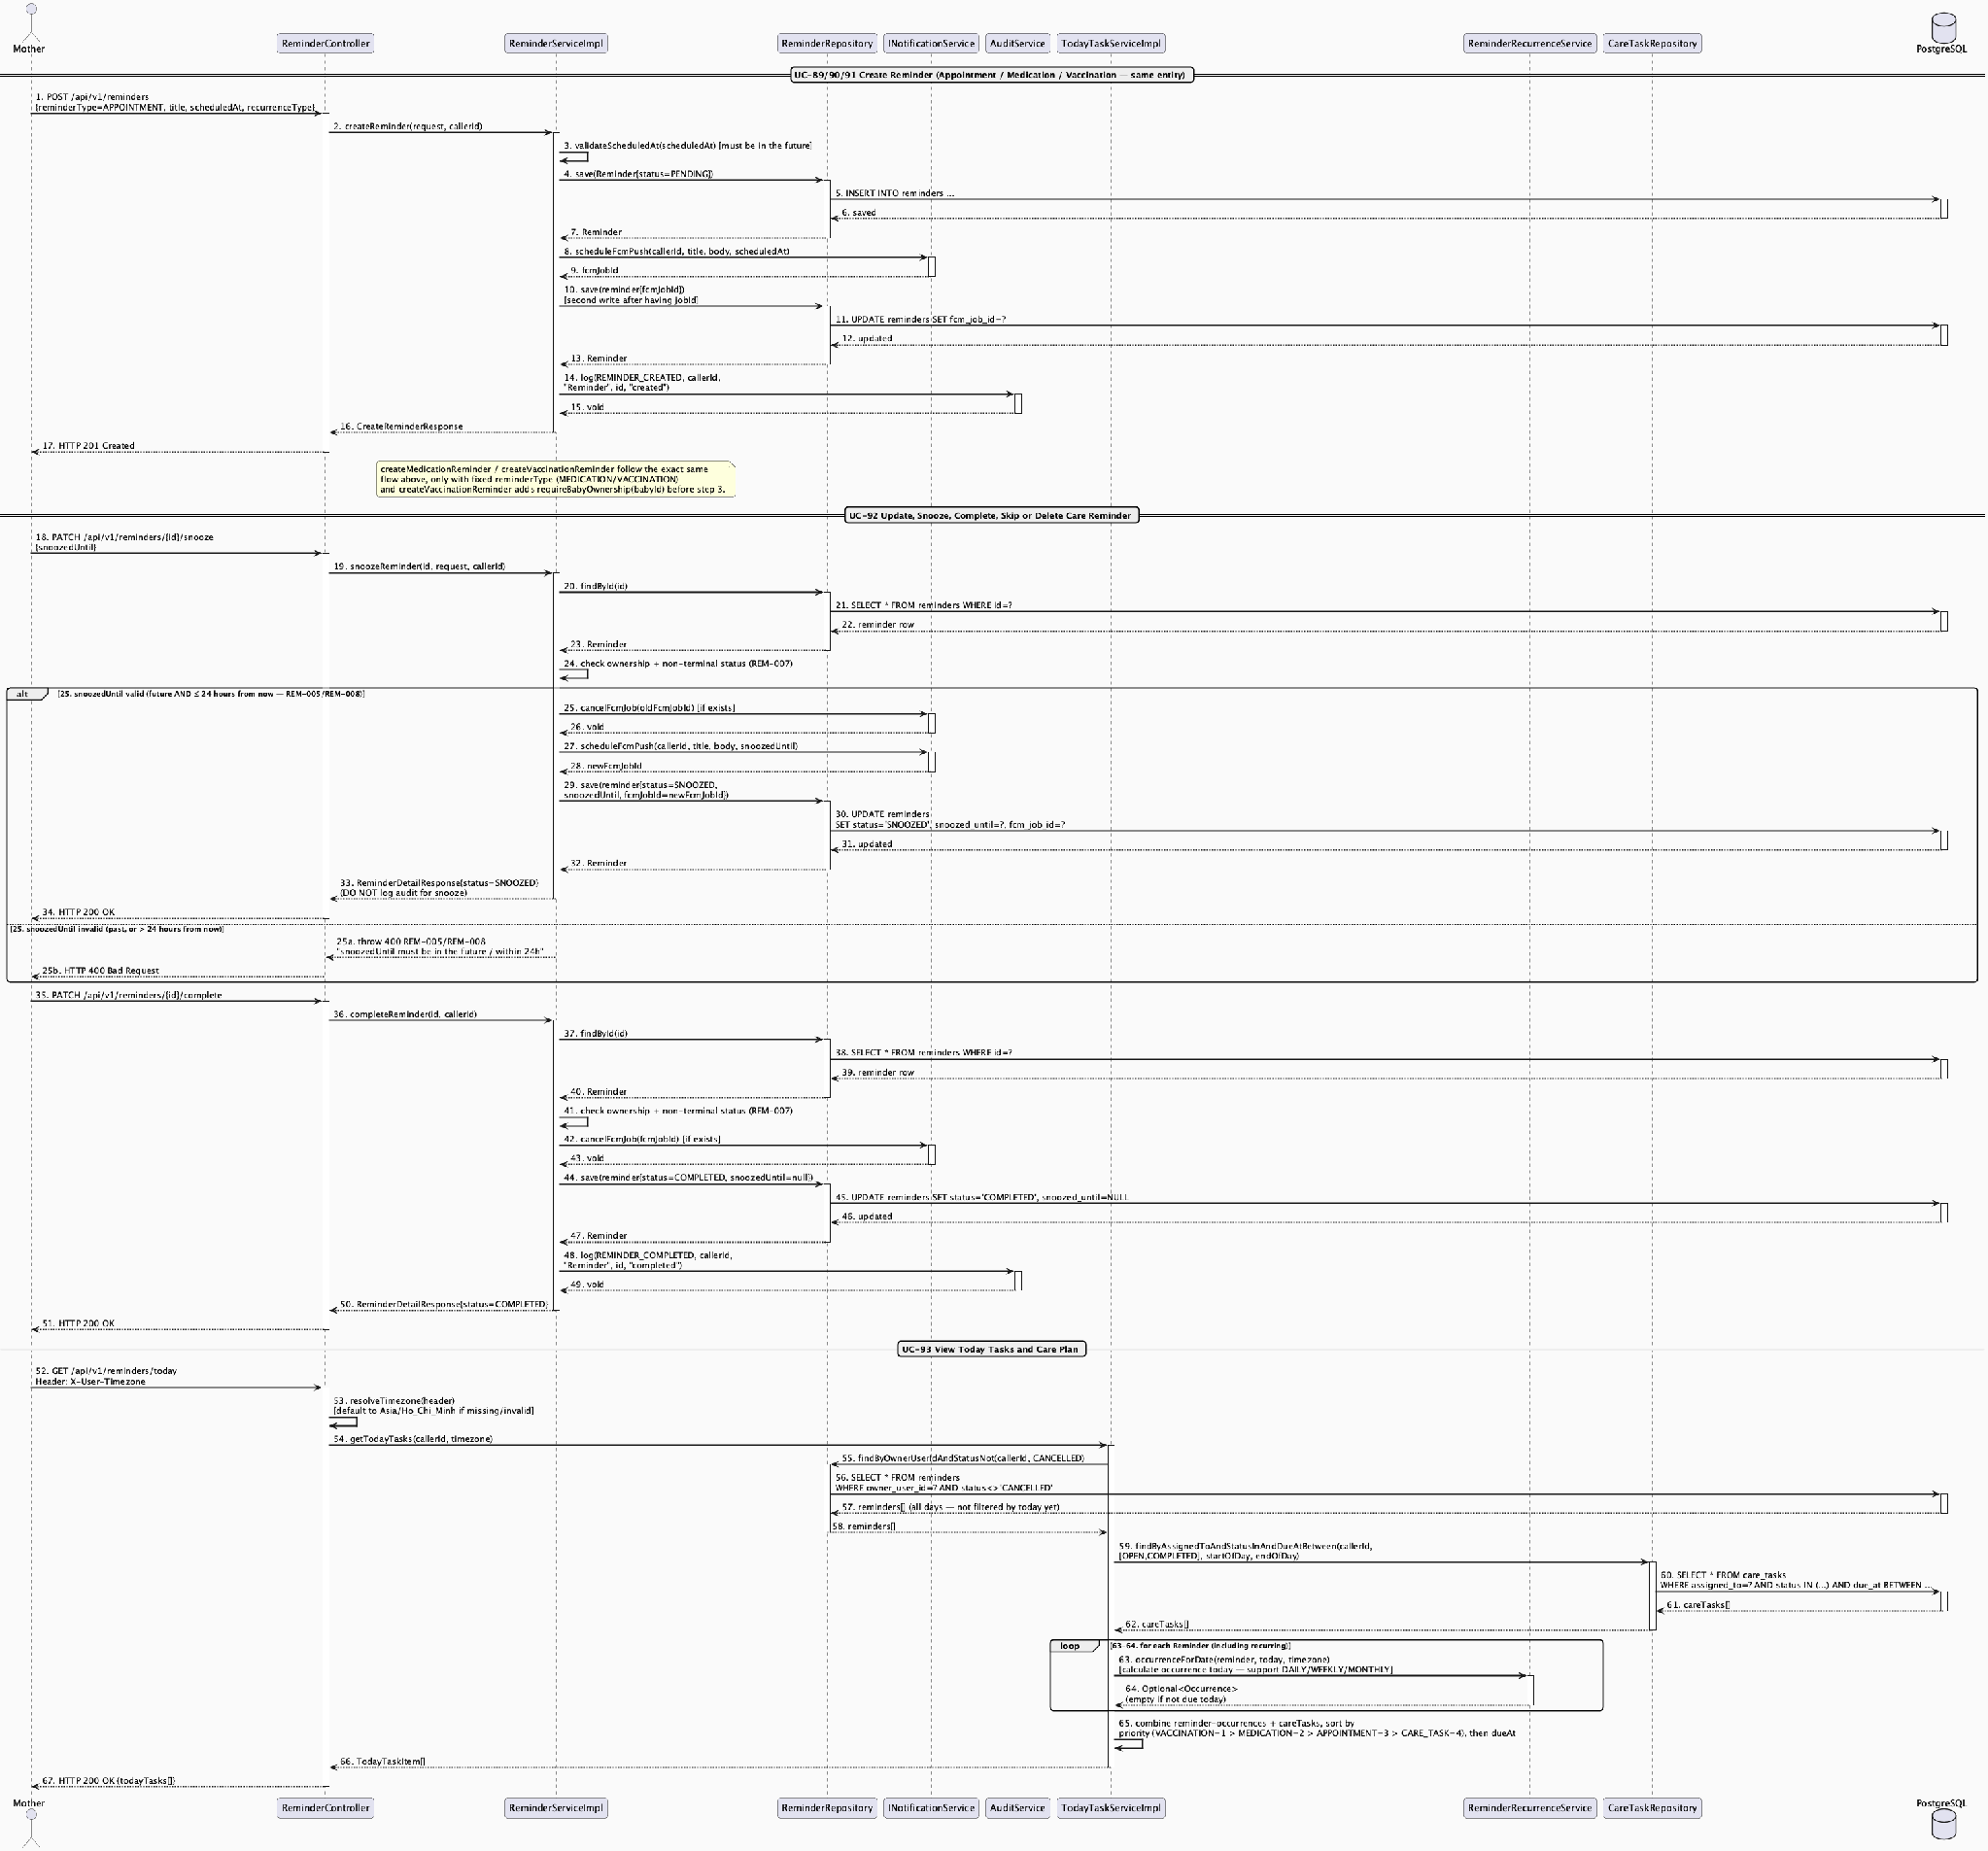 Mother
ReminderController
ReminderServiceImpl
ReminderRepository
INotificationService
AuditService
TodayTaskServiceImpl
ReminderRecurrenceService
CareTaskRepository
PostgreSQL
UC-89/90/91 Create Reminder (Appointment / Medication / Vaccination — same entity)
1. POST /api/v1/reminders
{reminderType=APPOINTMENT, title, scheduledAt, recurrenceType}
2. createReminder(request, callerId)
3. validateScheduledAt(scheduledAt) [must be in the future]
4. save(Reminder{status=PENDING})
5. INSERT INTO reminders ...
6. saved
7. Reminder
8. scheduleFcmPush(callerId, title, body, scheduledAt)
9. fcmJobId
10. save(reminder{fcmJobId})
[second write after having jobId]
11. UPDATE reminders SET fcm_job_id=?
12. updated
13. Reminder
14. log(REMINDER_CREATED, callerId,
"Reminder", id, "created")
15. void
16. CreateReminderResponse
17. HTTP 201 Created
createMedicationReminder / createVaccinationReminder follow the exact same
flow above, only with fixed reminderType (MEDICATION/VACCINATION)
and createVaccinationReminder adds requireBabyOwnership(babyId) before step 3.
UC-92 Update, Snooze, Complete, Skip or Delete Care Reminder
18. PATCH /api/v1/reminders/{id}/snooze
{snoozedUntil}
19. snoozeReminder(id, request, callerId)
20. findById(id)
21. SELECT * FROM reminders WHERE id=?
22. reminder row
23. Reminder
24. check ownership + non-terminal status (REM-007)
alt
[25. snoozedUntil valid (future AND ≤ 24 hours from now — REM-005/REM-008)]
25. cancelFcmJob(oldFcmJobId) [if exists]
26. void
27. scheduleFcmPush(callerId, title, body, snoozedUntil)
28. newFcmJobId
29. save(reminder{status=SNOOZED,
snoozedUntil, fcmJobId=newFcmJobId})
30. UPDATE reminders
SET status='SNOOZED', snoozed_until=?, fcm_job_id=?
31. updated
32. Reminder
33. ReminderDetailResponse{status=SNOOZED}
(DO NOT log audit for snooze)
34. HTTP 200 OK
[25. snoozedUntil invalid (past, or > 24 hours from now)]
25a. throw 400 REM-005/REM-008
"snoozedUntil must be in the future / within 24h"
25b. HTTP 400 Bad Request
35. PATCH /api/v1/reminders/{id}/complete
36. completeReminder(id, callerId)
37. findById(id)
38. SELECT * FROM reminders WHERE id=?
39. reminder row
40. Reminder
41. check ownership + non-terminal status (REM-007)
42. cancelFcmJob(fcmJobId) [if exists]
43. void
44. save(reminder{status=COMPLETED, snoozedUntil=null})
45. UPDATE reminders SET status='COMPLETED', snoozed_until=NULL
46. updated
47. Reminder
48. log(REMINDER_COMPLETED, callerId,
"Reminder", id, "completed")
49. void
50. ReminderDetailResponse{status=COMPLETED}
51. HTTP 200 OK
UC-93 View Today Tasks and Care Plan
52. GET /api/v1/reminders/today
Header: X-User-Timezone
53. resolveTimezone(header)
[default to Asia/Ho_Chi_Minh if missing/invalid]
54. getTodayTasks(callerId, timezone)
55. findByOwnerUserIdAndStatusNot(callerId, CANCELLED)
56. SELECT * FROM reminders
WHERE owner_user_id=? AND status<>'CANCELLED'
57. reminders[] (all days — not filtered by today yet)
58. reminders[]
59. findByAssignedToAndStatusInAndDueAtBetween(callerId,
[OPEN,COMPLETED], startOfDay, endOfDay)
60. SELECT * FROM care_tasks
WHERE assigned_to=? AND status IN (...) AND due_at BETWEEN ...
61. careTasks[]
62. careTasks[]
loop
[63-64. for each Reminder (including recurring)]
63. occurrenceForDate(reminder, today, timezone)
[calculate occurrence today — support DAILY/WEEKLY/MONTHLY]
64. Optional<Occurrence>
(empty if not due today)
65. combine reminder-occurrences + careTasks, sort by
priority (VACCINATION=1 > MEDICATION=2 > APPOINTMENT=3 > CARE_TASK=4), then dueAt
66. TodayTaskItem[]
67. HTTP 200 OK {todayTasks[]}
Mother
ReminderController
ReminderServiceImpl
ReminderRepository
INotificationService
AuditService
TodayTaskServiceImpl
ReminderRecurrenceService
CareTaskRepository
PostgreSQL